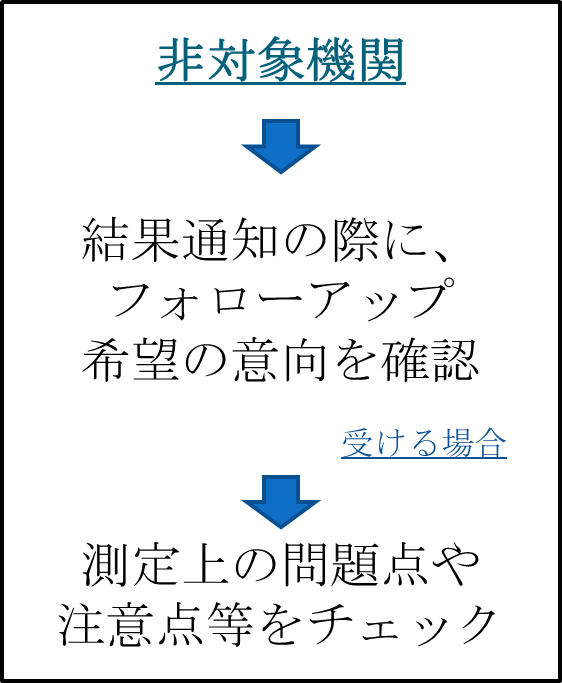 非対象機関
結果通知の際に、
フォローアップ
希望の意向を確認
受ける場合
測定上の問題点や
注意点等をチェック